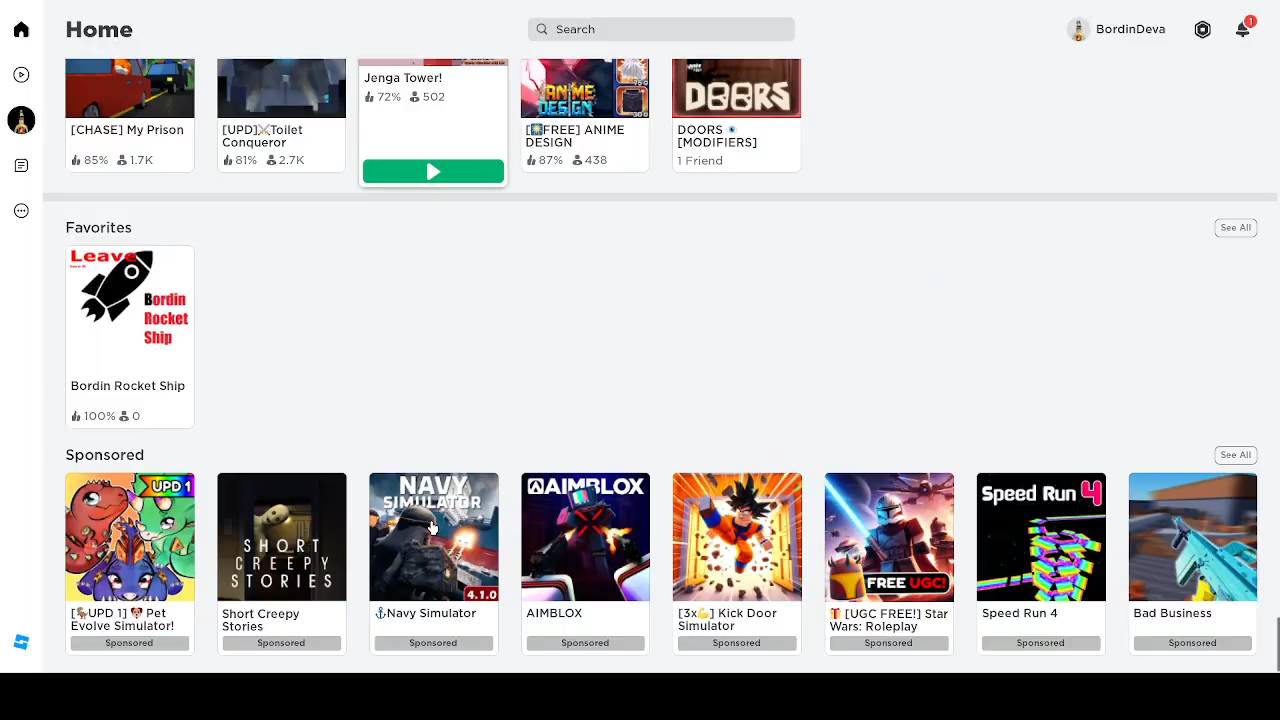 Home
Search
BordinDeva
1
Jenga Tower!
72% 502
ANIME
DESIGN
DOORS
[CHASE] My Prison
85% 1.7K
[UPD]⚔️Toilet
Conqueror
81% 2.7K
[🎆FREE] ANIME
DESIGN
87% 438
DOORS 👁️
[MODIFIERS]
1 Friend
Favorites
See All
Leave
Bordin
Rocket
Ship
Bordin Rocket Ship
100% 0
Sponsored
See All
UPD 1
SHORT
CREEPY
STORIES
NAVY
SIMULATOR
4.1.0
AIMBLOX
FREE UGC!
Speed Run 4
[🦖UPD 1]🐶Pet
Evolve Simulator!
Sponsored
Short Creepy
Stories
Sponsored
⚓Navy Simulator
Sponsored
AIMBLOX
Sponsored
[3x💪] Kick Door
Simulator
Sponsored
🎁 [UGC FREE!] Star
Wars: Roleplay
Sponsored
Speed Run 4
Sponsored
Bad Business
Sponsored